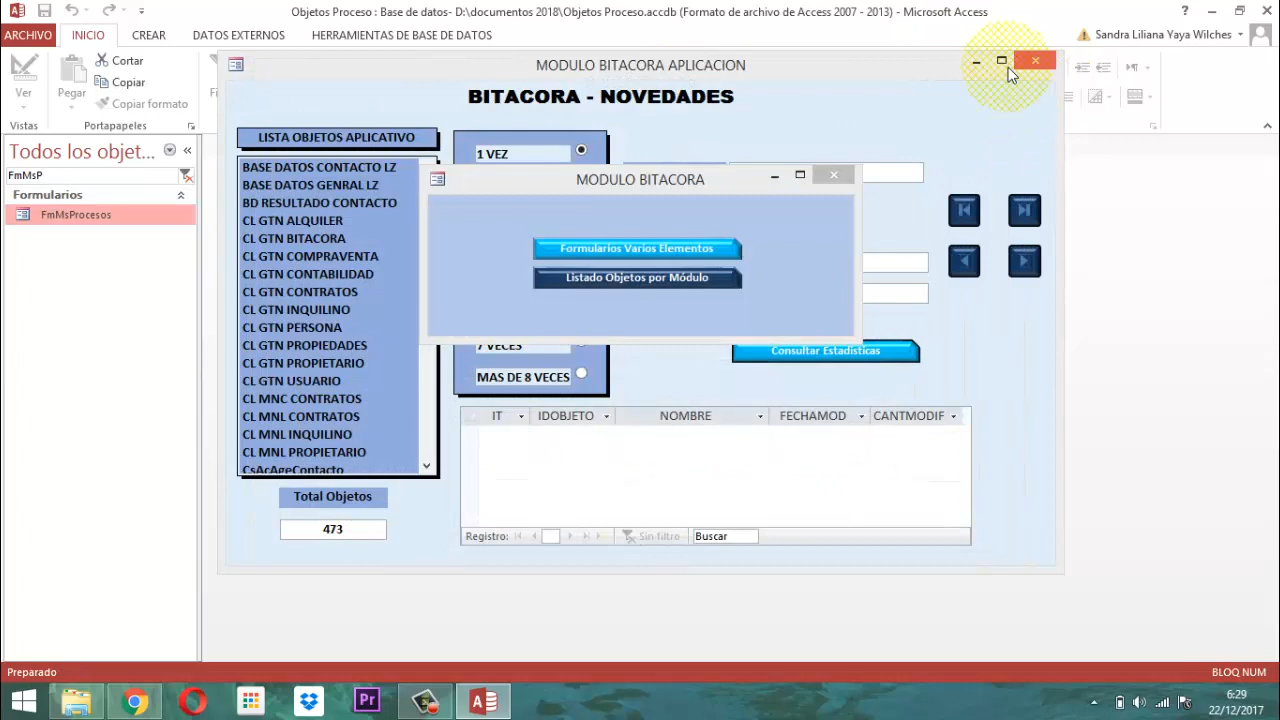 Objetos Proceso : Base de datos- D:\documentos 2018\Objetos Proceso.accdb (Formato de archivo de Access 2007 - 2013) - Microsoft Access
ARCHIVO INICIO CREAR DATOS EXTERNOS HERRAMIENTAS DE BASE DE DATOS
Sandra Liliana Yaya Wilches
Ver
Vistas
Pegar
Cortar
Copiar
Copiar formato
Portapapeles
Todos los objet...
FmMsP
Formularios
FmMsProcesos
MODULO BITACORA APLICACION
BITACORA - NOVEDADES
LISTA OBJETOS APLICATIVO
BASE DATOS CONTACTO LZ
BASE DATOS GENRAL LZ
BD RESULTADO CONTACTO
CL GTN ALQUILER
CL GTN BITACORA
CL GTN COMPRAVENTA
CL GTN CONTABILIDAD
CL GTN CONTRATOS
CL GTN INQUILINO
CL GTN PERSONA
CL GTN PROPIEDADES
CL GTN PROPIETARIO
CL GTN USUARIO
CL MNC CONTRATOS
CL MNL CONTRATOS
CL MNL INQUILINO
CL MNL PROPIETARIO
CsAcAgeContacto
Total Objetos
473
1 VEZ
MODULO BITACORA
Formularios Varios Elementos
Listado Objetos por Módulo
7 VECES
MAS DE 8 VECES
Consultar Estadisticas
IT IDOBJETO NOMBRE FECHAMOD CANTMODIF
Registro: Sin filtro Buscar
Preparado
BLOQ NUM
Pr
6:29
22/12/2017